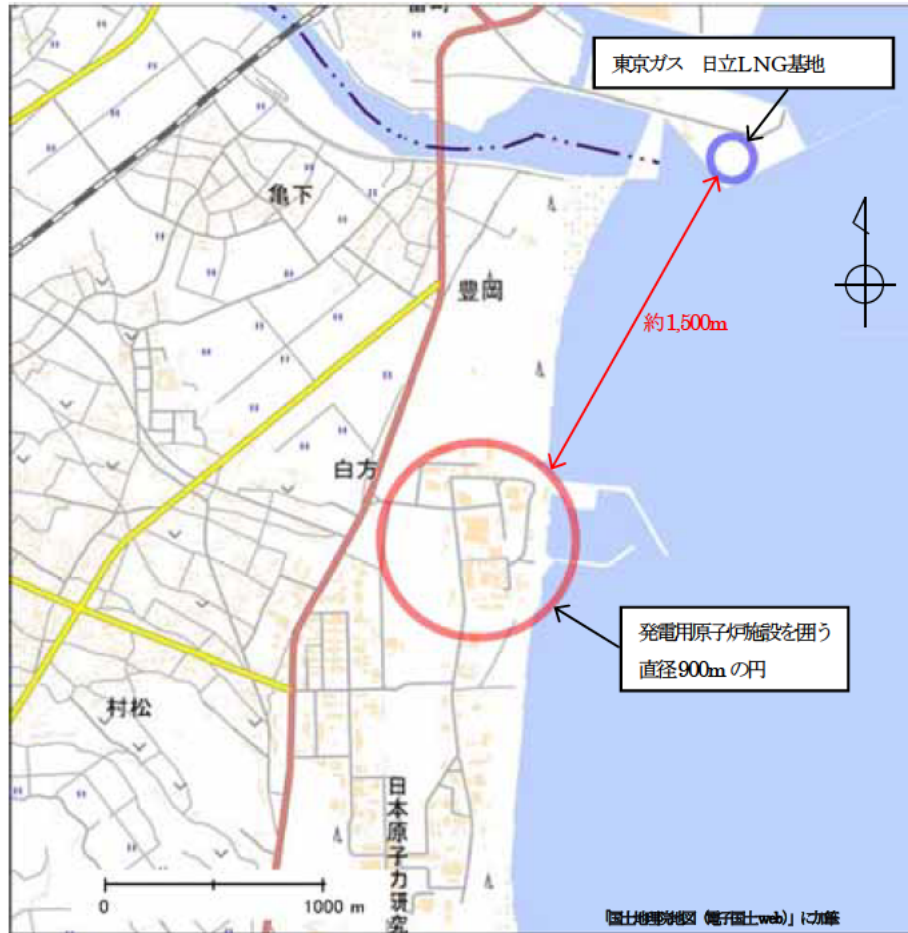 東京ガス 日立LNG基地
亀下
豊岡
約1,500m
白方
発電用原子炉施設を囲う
直径900mの円
村松
日本原子力研究
0
1000 m
「国土地理院地図(電子国土web)」に加筆